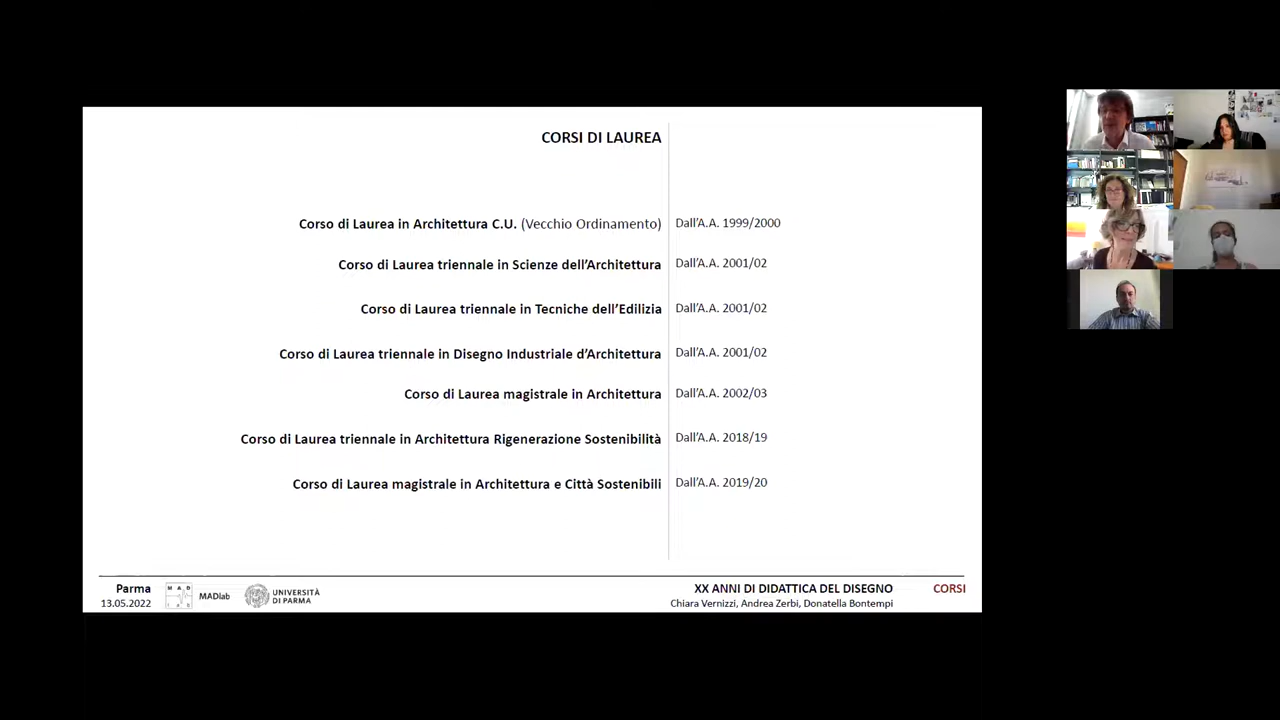 CORSI DI LAUREA
Corso di Laurea in Architettura C.U. (Vecchio Ordinamento) Dall'A.A. 1999/2000
Corso di Laurea triennale in Scienze dell'Architettura Dall'A.A. 2001/02
Corso di Laurea triennale in Tecniche dell'Edilizia Dall'A.A. 2001/02
Corso di Laurea triennale in Disegno Industriale d'Architettura Dall'A.A. 2001/02
Corso di Laurea magistrale in Architettura Dall'A.A. 2002/03
Corso di Laurea triennale in Architettura Rigenerazione Sostenibilità Dall'A.A. 2018/19
Corso di Laurea magistrale in Architettura e Città Sostenibili Dall'A.A. 2019/20
Parma
13.05.2022
M A D
L A B
MADlab
UNIVERSITÀ
DI PARMA
XX ANNI DI DIDATTICA DEL DISEGNO
Chiara Vernizzi, Andrea Zerbi, Donatella Bontempi
CORSI